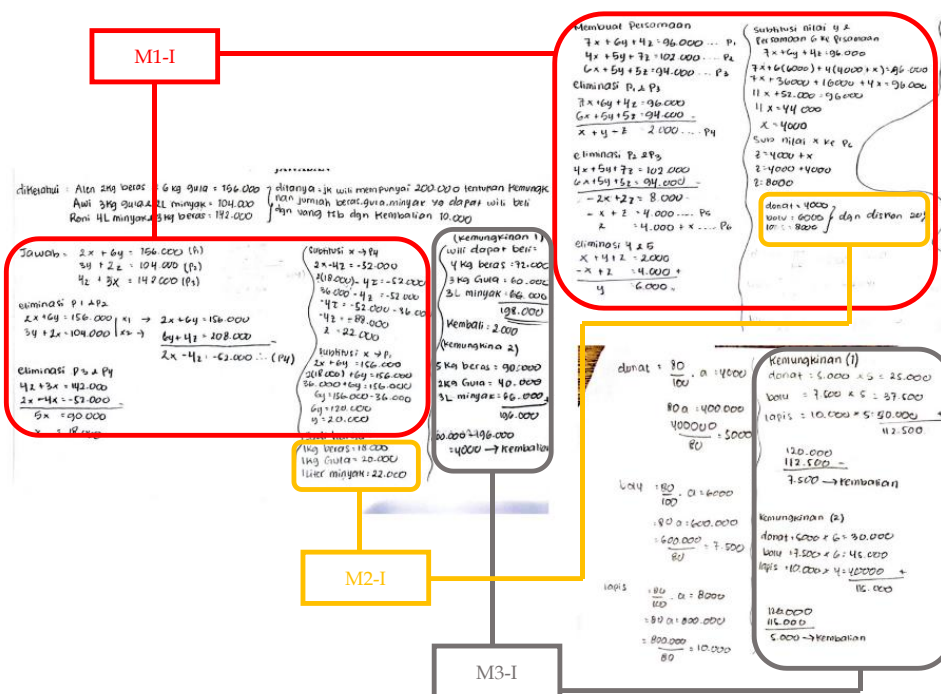 M1-I
Membuat Persamaan
7x + 6y + 4z = 96.000 .... P1
4x + 5y + 7z = 102.000 ... P2
6x + 5y + 5z = 94.000 ... P3
eliminasi P1 & P3
7x + 6y + 4z = 96.000
6x + 5y + 5z = 94.000 -
x + y - z = 2.000 .... P4
eliminasi P2 & P3
4x + 5y + 7z = 102.000
6x + 5y + 5z = 94.000 -
- 2x + 2z = 8.000 -
- x + z = 4.000 .... P5
z = 4.000 + x .... P6
eliminasi 4 & 5
x + y - z = 2000
-x + z = 4.000 +
y = 6.000
Substitusi nilai y &
Persamaan 6 ke persamaan
7x + 6y + 4z = 96.000
7x + 6(6000) + 4(4000 + x) = 96.000
7x + 36000 + 16000 + 4x = 96.000
11x + 52.000 = 96000
11x = 44 000
x = 4000
Sub nilai x ke P6
z = 4000 + x
z = 4000 + 4000
z = 8000
donat = 4000
bolu = 6000
= 8000
dgn diskon 20%
JAWABAN
diketahui : Alen 2kg beras & 6 kg gula = 156.000
Awi 3kg gula & 2L minyak = 104.000
Roni 4L minyak & 3kg beras = 142.000
ditanya : jk wili mempunyai 200.000 tentukan kemungki
nan jumlah beras, gula, minyak yg dapat wili beli
dgn uang tsb dgn kembalian 10.000
Jawab = 2x + 6y = 156.000 (P1)
3y + 2z = 104.000 (P2)
4z + 3x = 142.000 (P3)
eliminasi P1 & P2
2x + 6y = 156.000 | x1 → 2x + 6y = 156.000
3y + 2z = 104.000 | x2 → 6y + 4z = 208.000
2x - 4z = -52.000 ∴ (P4)
eliminasi P3 & P4
4z + 3x = 142.000
2x - 4x = -52.000
5x = 90.000
x = 18.000
Substitusi x → P4
2x - 4z = -52.000
2(18.000) - 4z = -52.000
36.000 - 4z = -52.000
-4z = -52.000 - 36.000
-4z = -88.000
z = 22.000
Substitusi x → P1
2x + 6y = 156.000
2(18.000) + 6y = 156.000
36.000 + 6y = 156.000
6y = 156.000 - 36.000
6y = 120.000
y = 20.000
1kg beras = 18.000
1kg Gula = 20.000
1 liter minyak = 22.000
(kemungkinan 1)
wili dapat beli =
4 kg beras = 72.000
3 kg Gula = 60.000
3L minyak = 66.000
198.000
Kembali = 2.000
(kemungkina 2)
5 kg beras = 90.000
2kg Gula = 40.000
3L minyak = 66.000 +
196.000
- 196.000
= 4000 → kembalian
M2-I
donat = 80/100 . a = 4000
80 a = 400.000
400000/80 = 5000
bolu = 80/100 . a = 6000
= 80 a = 600.000
= 600.000/80 = 7.500
lapis = 80/100 . a = 8000
= 80 a = 800.000
= 800.000/80 = 10.000
Kemungkinan (1)
donat = 5.000 x 5 = 25.000
bolu = 7.500 x 5 = 37.500
lapis = 10.000 x 5 = 50.000 +
112.500
120.000
112.500 -
7.500 → kembalian
Kemungkinan (2)
donat = 5000 x 6 = 30.000
bolu = 7.500 x 6 = 45.000
lapis = 10.000 x 4 = 40000 +
115.000
120.000
115.000
5.000 → kembalian
M3-I